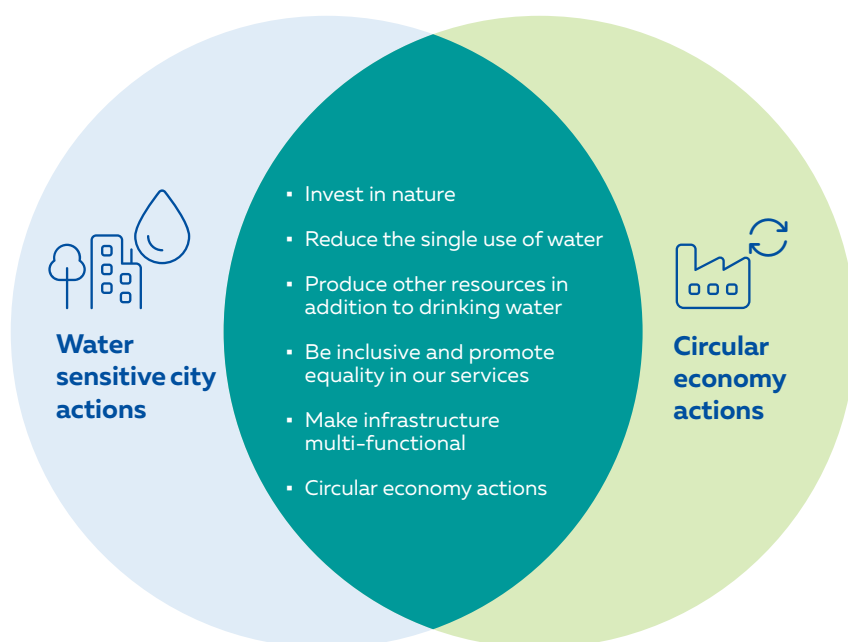 Water
sensitive city
actions
▪ Invest in nature
▪ Reduce the single use of water
▪ Produce other resources in
addition to drinking water
▪ Be inclusive and promote
equality in our services
▪ Make infrastructure
multi-functional
▪ Circular economy actions
Circular
economy
actions